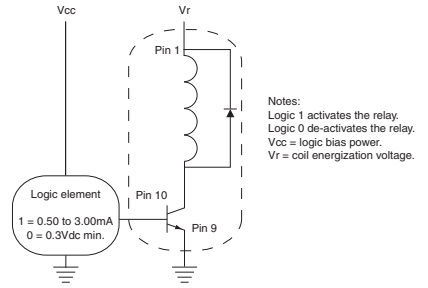 Vcc
Vr
Pin 1
Notes:
Logic 1 activates the relay.
Logic 0 de-activates the relay.
Vcc = logic bias power.
Vr = coil energization voltage.
Logic element
1 = 0.50 to 3.00mA
0 = 0.3Vdc min.
Pin 10
Pin 9